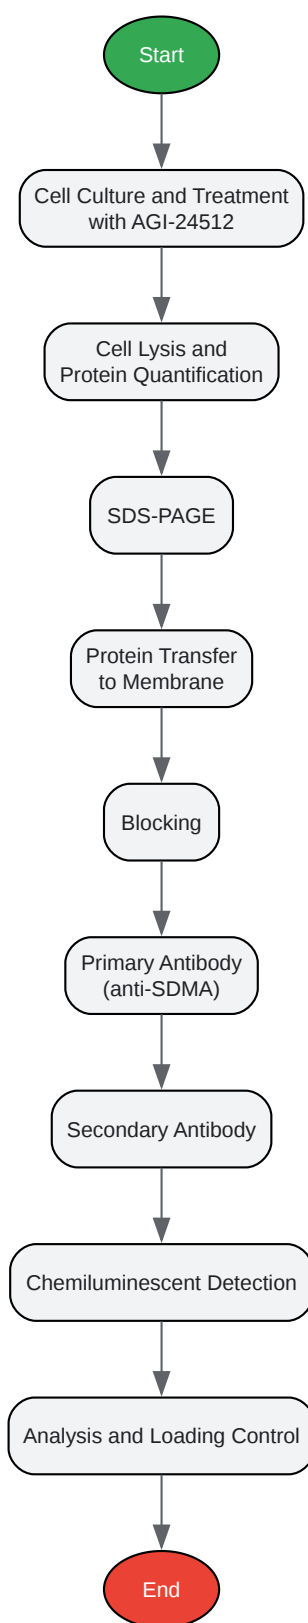 Start
Cell Culture and Treatment
with AGI-24512
Cell Lysis and
Protein Quantification
SDS-PAGE
Protein Transfer
to Membrane
Blocking
Primary Antibody
(anti-SDMA)
Secondary Antibody
Chemiluminescent Detection
Analysis and Loading Control
End